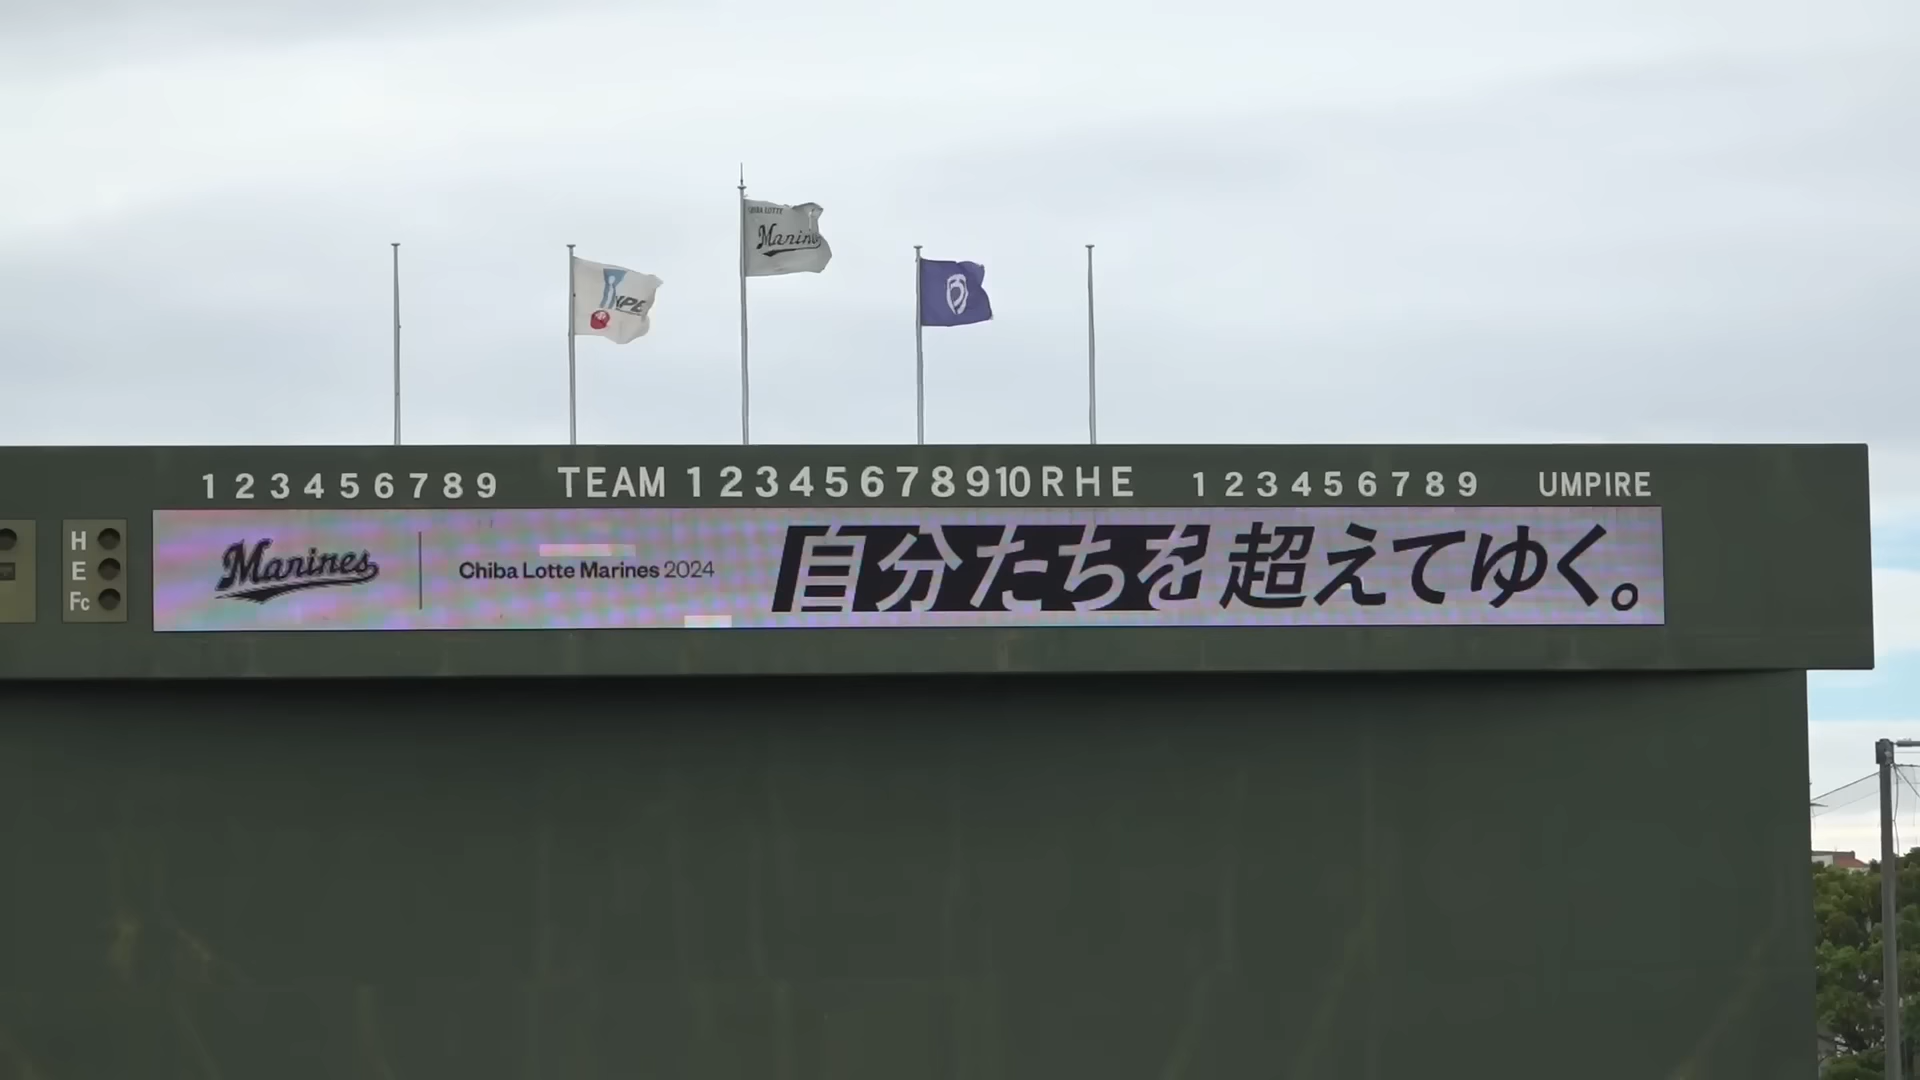 CHIBA LOTTE
Marines
1 2 3 4 5 6 7 8 9 TEAM 1 2 3 4 5 6 7 8 9 10 R H E 1 2 3 4 5 6 7 8 9 UMPIRE
H
E
Fc
Marines Chiba Lotte Marines 2024 自分たちを超えてゆく。